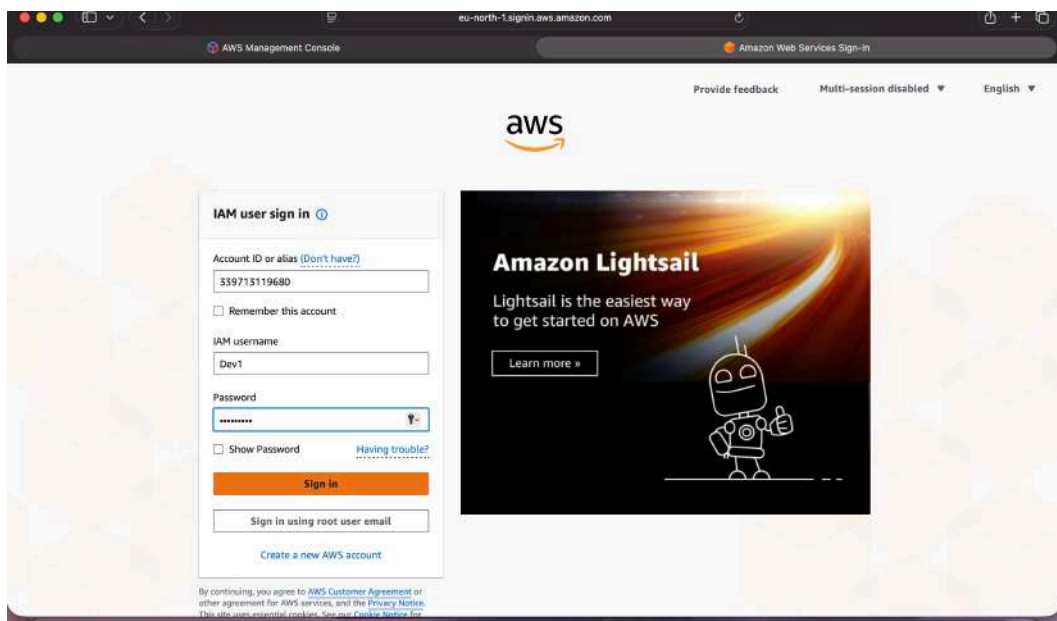 eu-north-1.signin.aws.amazon.com
AWS Management Console
Amazon Web Services Sign-In
Provide feedback
Multi-session disabled ▼
English ▼
aws
IAM user sign in
Account ID or alias (Don't have?)
339713119680
Remember this account
IAM username
Dev1
Password
•••••••••
Show Password
Having trouble?
Sign in
Sign in using root user email
Create a new AWS account
By continuing, you agree to AWS Customer Agreement or
other agreement for AWS services, and the Privacy Notice.
This site uses essential cookies. See our Cookie Notice for
Amazon Lightsail
Lightsail is the easiest way
to get started on AWS
Learn more »